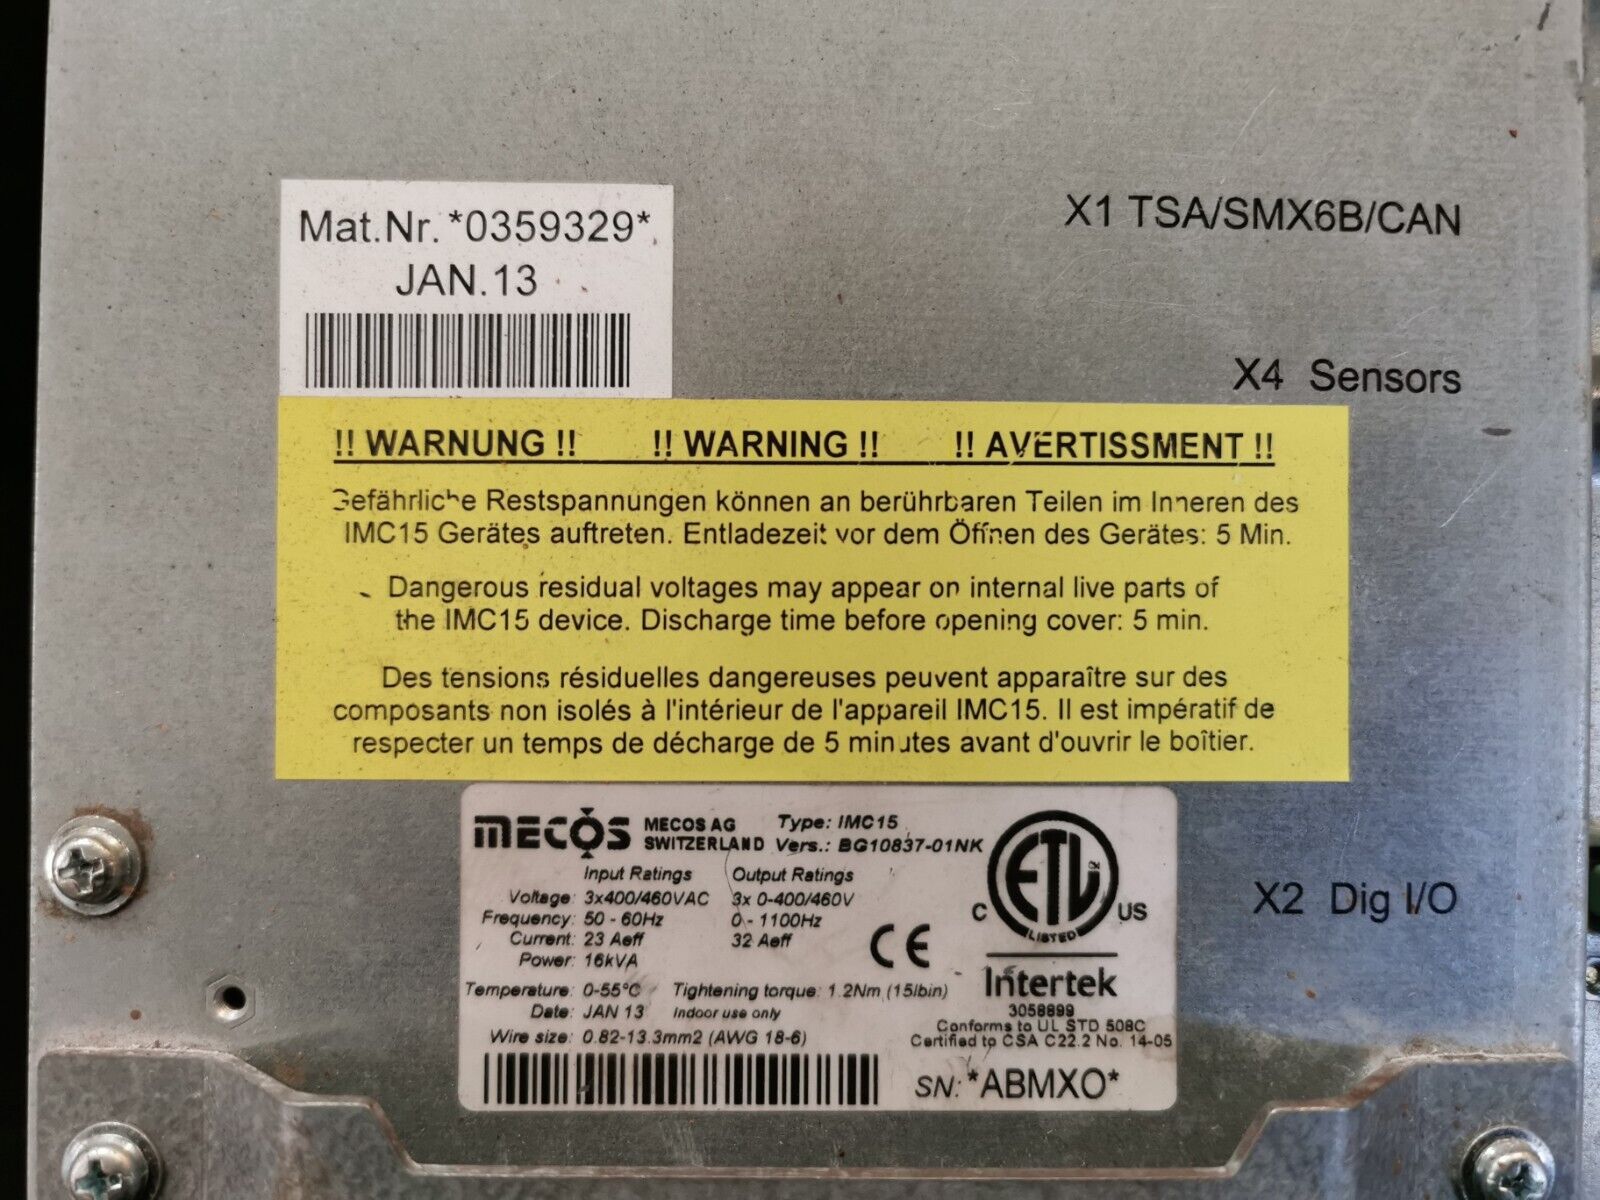 Mat.Nr. *0359329*
JAN.13
X1 TSA/SMX6B/CAN
X4 Sensors
!! WARNUNG !! !! WARNING !! !! AVERTISSMENT !!
Gefährliche Restspannungen können an berührbaren Teilen im Inneren des
IMC15 Gerätes auftreten. Entladezeit vor dem Öffnen des Gerätes: 5 Min.
Dangerous residual voltages may appear on internal live parts of
the IMC15 device. Discharge time before opening cover: 5 min.
Des tensions résiduelles dangereuses peuvent apparaître sur des
composants non isolés à l'intérieur de l'appareil IMC15. Il est impératif de
respecter un temps de décharge de 5 minutes avant d'ouvrir le boîtier.
MECOS MECOS AG Type: IMC15
SWITZERLAND Vers.: BG10837-01NK
Input Ratings Output Ratings
Voltage: 3x400/460VAC 3x 0-400/460V
Frequency: 50 - 60Hz 0 - 1100Hz
Current: 23 Aeff 32 Aeff
Power: 16kVA
Temperature: 0-55°C Tightening torque: 1.2Nm (15lbin)
Date: JAN 13 Indoor use only
Wire size: 0.82-13.3mm2 (AWG 18-6)
CE
ETL
LISTED
C US
Intertek
3058899
Conforms to UL STD 508C
Certified to CSA C22.2 No. 14-05
SN: *ABMXO*
X2 Dig I/O